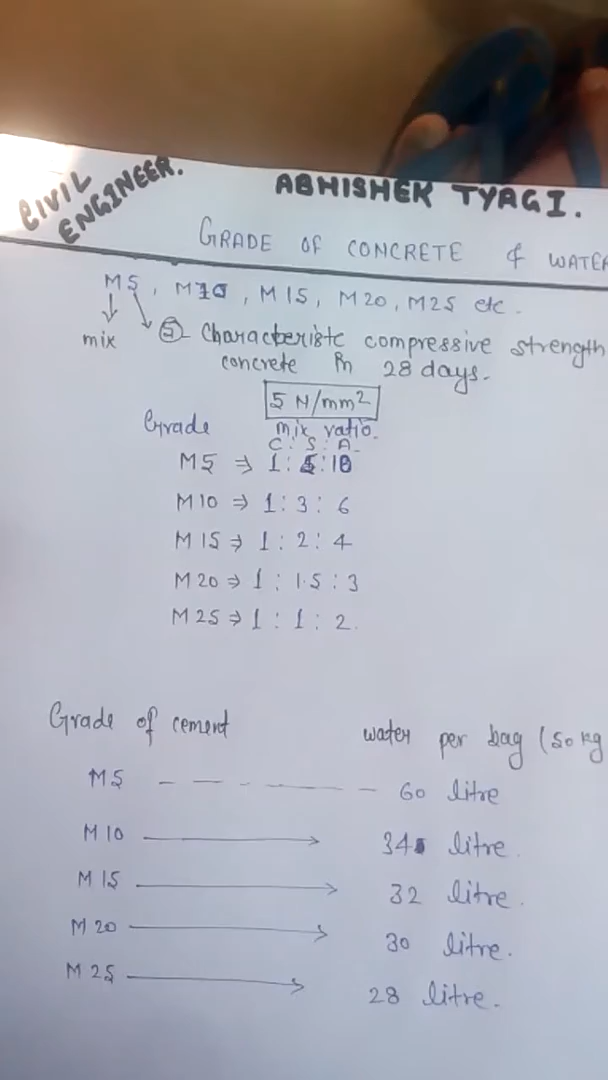 CIVIL ENGINEER.
ABHISHEK TYAGI.
GRADE OF CONCRETE & WATER
M5, M10, M15, M20, M25 etc.
mix
5 Characteristc compressive strength
concrete in 28 days.
5 N/mm²
Grade mix ratio.
C : S : A
M5 ⇒ 1 : 5 : 10
M10 ⇒ 1 : 3 : 6
M15 ⇒ 1 : 2 : 4
M20 ⇒ 1 : 1.5 : 3
M25 ⇒ 1 : 1 : 2.
Grade of cement water per bag (50 kg
M5 - - - - - 60 litre
M10 → 34 litre.
M15 → 32 litre.
M20 → 30 litre.
M25 → 28 litre.